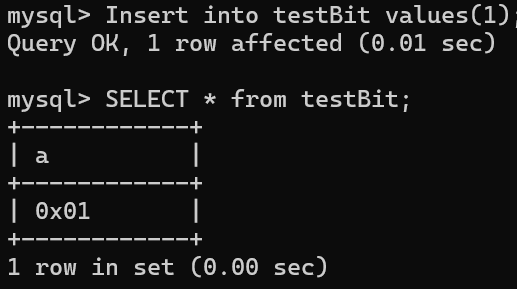 mysql> Insert into testBit values(1);
Query OK, 1 row affected (0.01 sec)
mysql> SELECT * from testBit;
+------------+
| a          |
+------------+
| 0x01       |
+------------+
1 row in set (0.00 sec)